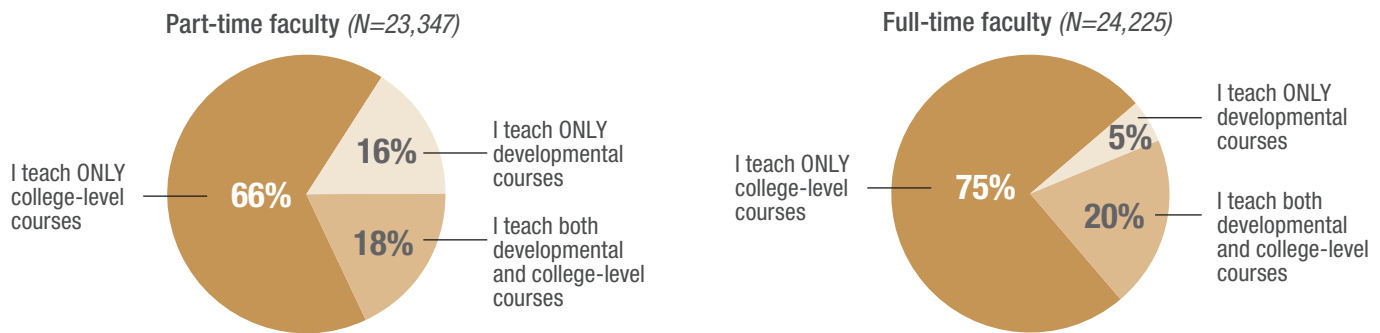 Part-time faculty (N=23,347)
I teach ONLY
college-level
courses
66%
16%
I teach ONLY
developmental
courses
18%
I teach both
developmental
and college-level
courses
Full-time faculty (N=24,225)
I teach ONLY
college-level
courses
75%
5%
I teach ONLY
developmental
courses
20%
I teach both
developmental
and college-level
courses